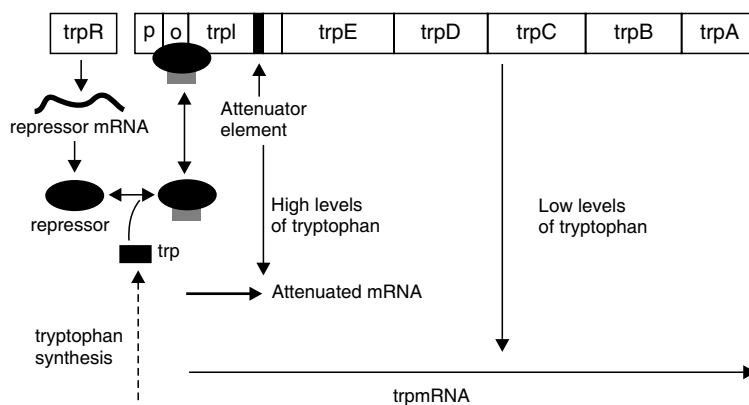 trpR
p
o
trpl
trpE
trpD
trpC
trpB
trpA
repressor mRNA
Attenuator
element
repressor
trp
High levels
of tryptophan
Low levels
of tryptophan
Attenuated mRNA
tryptophan
synthesis
trpmRNA